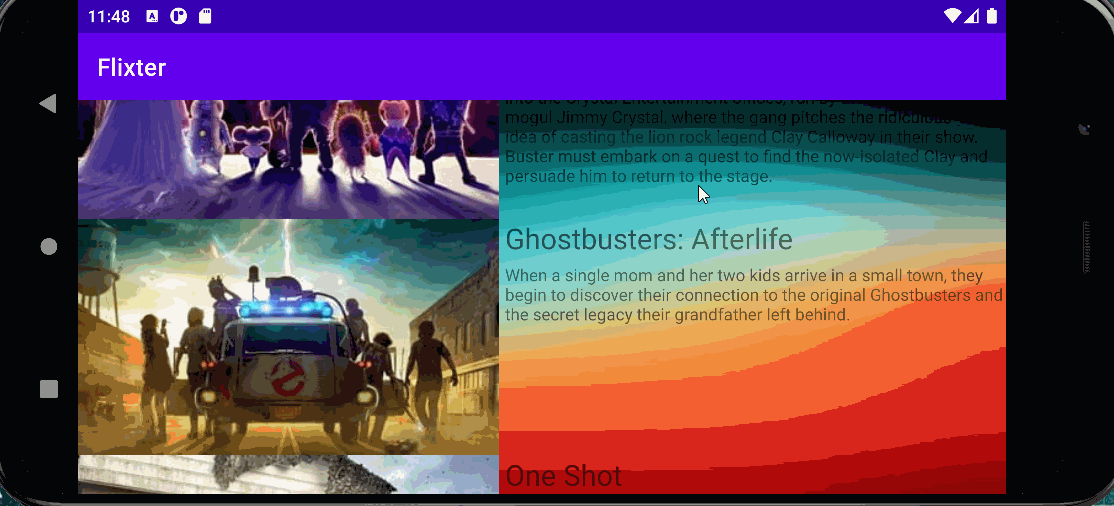 11:48
Flixter
into the Crystal Entertainment offices, run by
mogul Jimmy Crystal, where the gang pitches the ridiculous
idea of casting the lion rock legend Clay Calloway in their show.
Buster must embark on a quest to find the now-isolated Clay and
persuade him to return to the stage.
Ghostbusters: Afterlife
When a single mom and her two kids arrive in a small town, they
begin to discover their connection to the original Ghostbusters and
the secret legacy their grandfather left behind.
One Shot